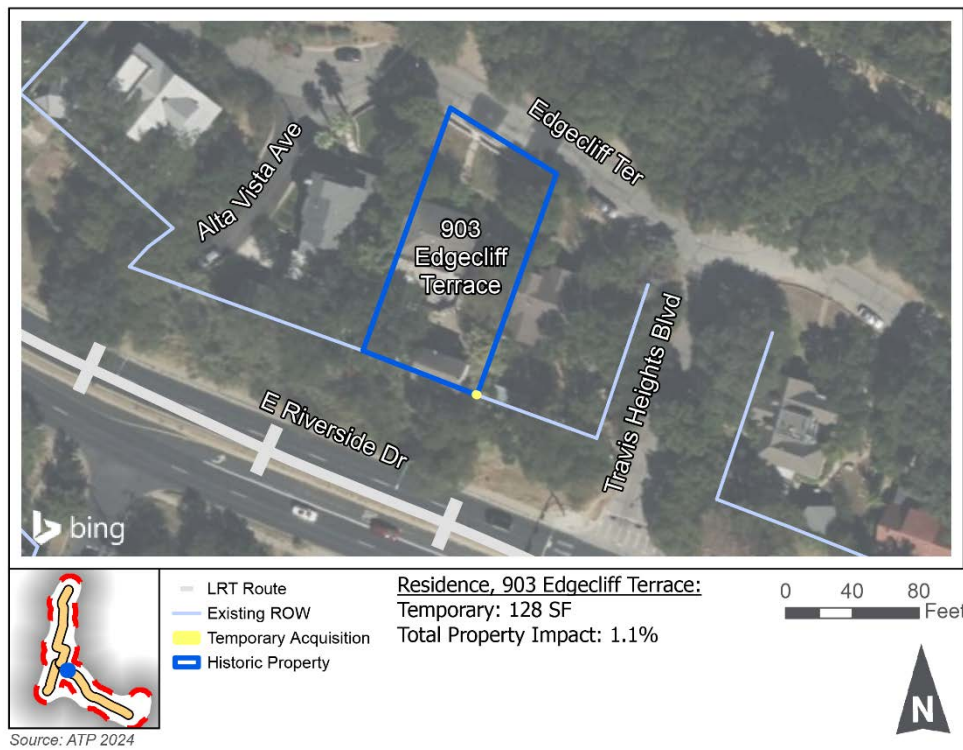 Edgecliff Ter
Alta Vista Ave
903
Edgecliff
Terrace
Travis Heights Blvd
E Riverside Dr
bing
LRT Route
Existing ROW
Temporary Acquisition
Historic Property
Residence, 903 Edgecliff Terrace:
Temporary: 128 SF
Total Property Impact: 1.1%
0 40 80
Feet
N
Source: ATP 2024